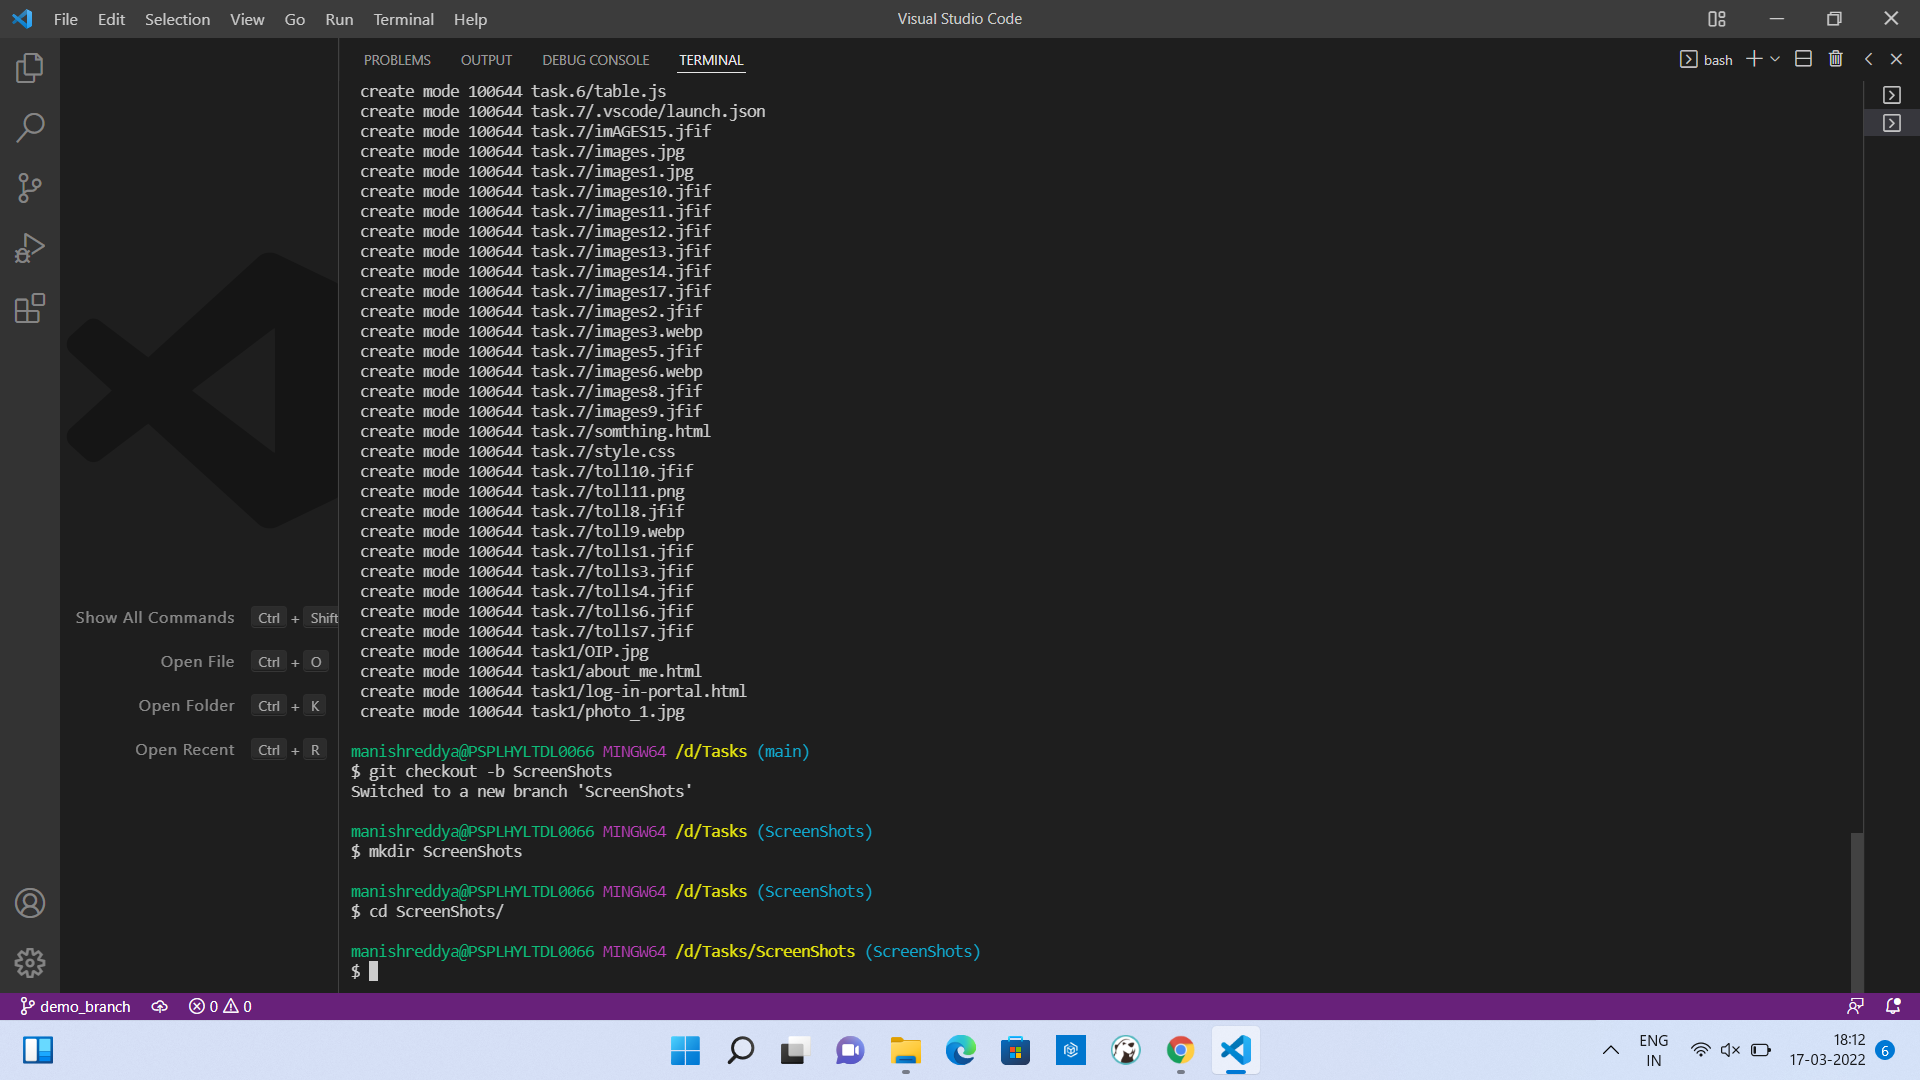 File Edit Selection View Go Run Terminal Help
Visual Studio Code
PROBLEMS OUTPUT DEBUG CONSOLE TERMINAL
bash
create mode 100644 task.6/table.js
create mode 100644 task.7/.vscode/launch.json
create mode 100644 task.7/imAGES15.jfif
create mode 100644 task.7/images.jpg
create mode 100644 task.7/images1.jpg
create mode 100644 task.7/images10.jfif
create mode 100644 task.7/images11.jfif
create mode 100644 task.7/images12.jfif
create mode 100644 task.7/images13.jfif
create mode 100644 task.7/images14.jfif
create mode 100644 task.7/images17.jfif
create mode 100644 task.7/images2.jfif
create mode 100644 task.7/images3.webp
create mode 100644 task.7/images5.jfif
create mode 100644 task.7/images6.webp
create mode 100644 task.7/images8.jfif
create mode 100644 task.7/images9.jfif
create mode 100644 task.7/somthing.html
create mode 100644 task.7/style.css
create mode 100644 task.7/toll10.jfif
create mode 100644 task.7/toll11.png
create mode 100644 task.7/toll8.jfif
create mode 100644 task.7/toll9.webp
create mode 100644 task.7/tolls1.jfif
create mode 100644 task.7/tolls3.jfif
create mode 100644 task.7/tolls4.jfif
create mode 100644 task.7/tolls6.jfif
create mode 100644 task.7/tolls7.jfif
create mode 100644 task1/OIP.jpg
create mode 100644 task1/about_me.html
create mode 100644 task1/log-in-portal.html
create mode 100644 task1/photo_1.jpg
manishreddya@PSPLHYLTDL0066 MINGW64 /d/Tasks (main)
$ git checkout -b ScreenShots
Switched to a new branch 'ScreenShots'
manishreddya@PSPLHYLTDL0066 MINGW64 /d/Tasks (ScreenShots)
$ mkdir ScreenShots
manishreddya@PSPLHYLTDL0066 MINGW64 /d/Tasks (ScreenShots)
$ cd ScreenShots/
manishreddya@PSPLHYLTDL0066 MINGW64 /d/Tasks/ScreenShots (ScreenShots)
$
Show All Commands Ctrl + Shift
Open File Ctrl + O
Open Folder Ctrl + K
Open Recent Ctrl + R
demo_branch 0 0
ENG
IN
18:12
17-03-2022
6